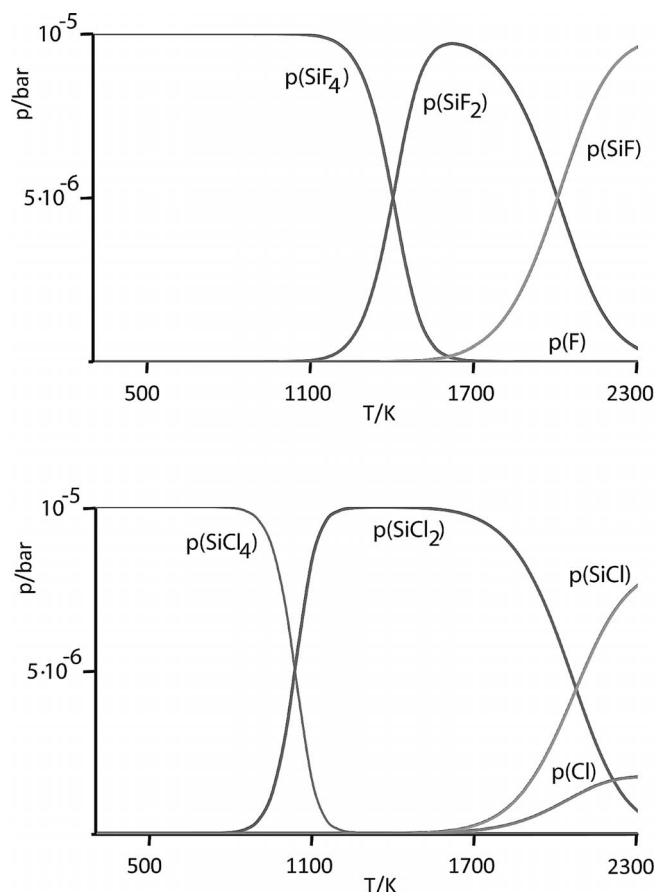 10-5
p/bar
p(SiF4)
p(SiF2)
p(SiF)
5·10-6
p(F)
500 1100 1700 2300
T/K
10-5
p/bar
p(SiCl4)
p(SiCl2)
p(SiCl)
5·10-6
p(Cl)
500 1100 1700 2300
T/K